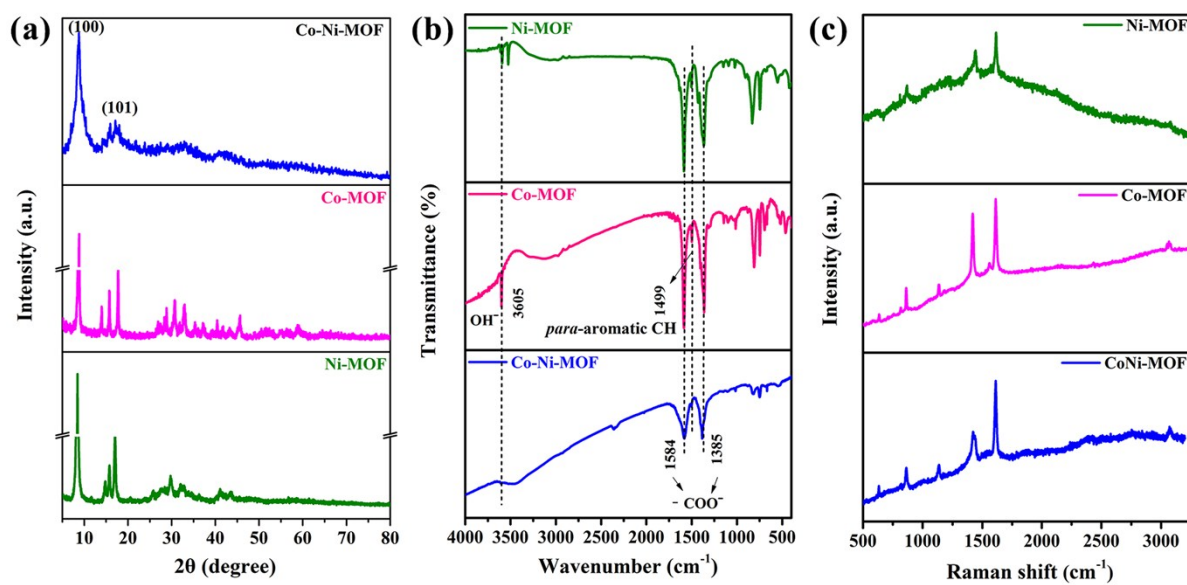 (a)
(100)
Co-Ni-MOF
(101)
Co-MOF
Ni-MOF
Intensity (a.u.)
10 20 30 40 50 60 70 80
2θ (degree)
(b)
Ni-MOF
Co-MOF
OH⁻
3605
1499
para-aromatic CH
Co-Ni-MOF
1584
1385
- COO⁻
Transmittance (%)
4000 3500 3000 2500 2000 1500 1000 500
Wavenumber (cm⁻¹)
(c)
Ni-MOF
Co-MOF
CoNi-MOF
Intensity (a.u.)
500 1000 1500 2000 2500 3000
Raman shift (cm⁻¹)